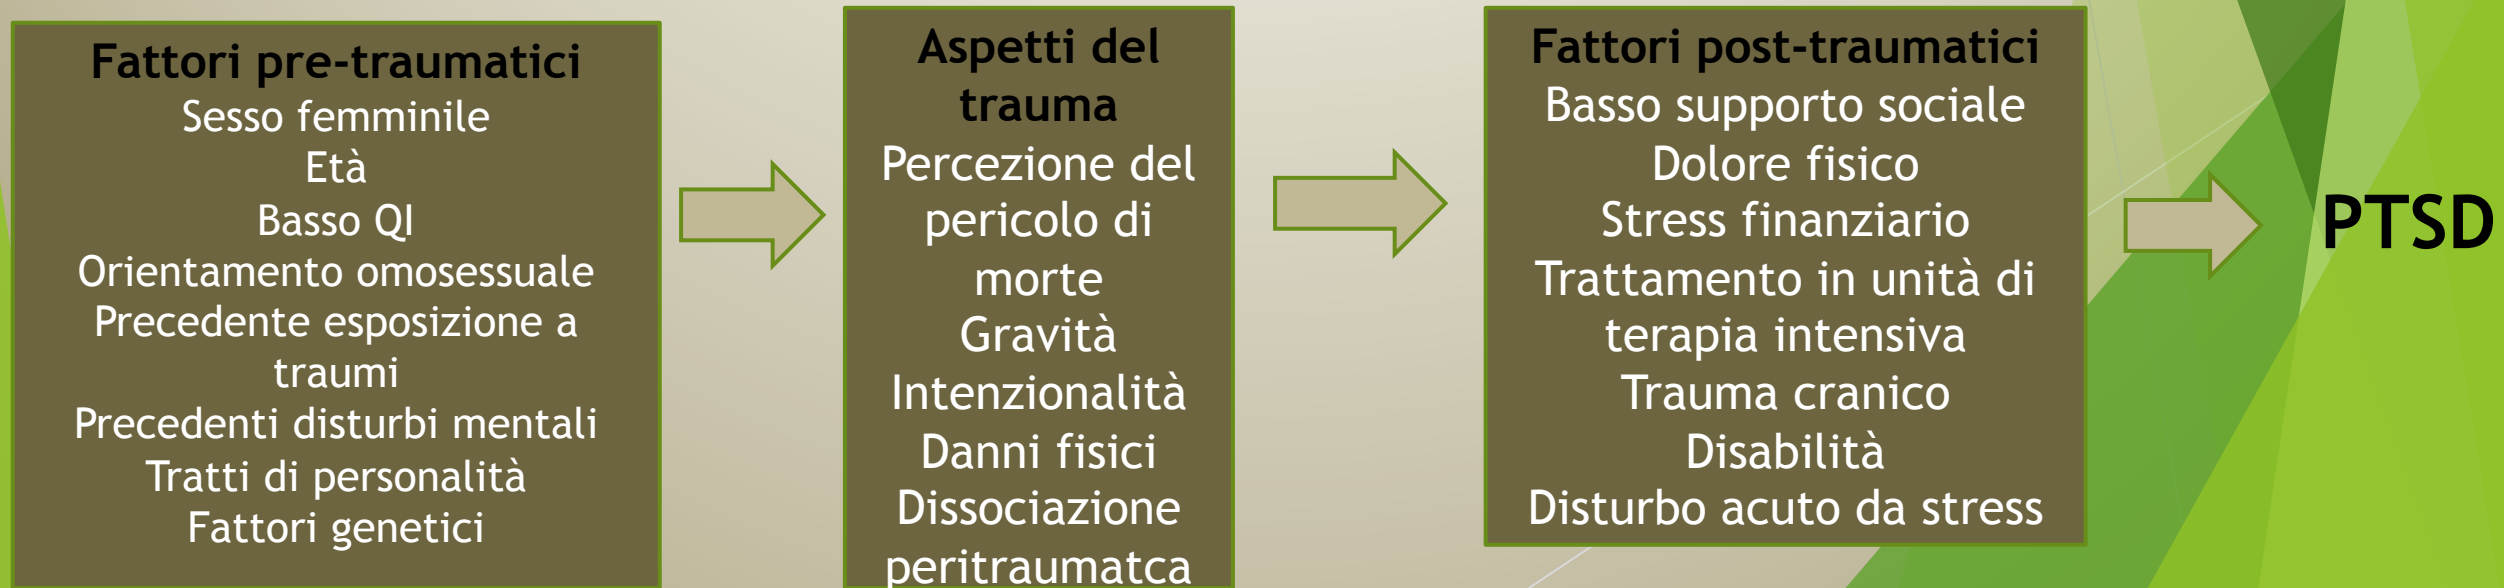 Fattori pre-traumatici
Sesso femminile
Età
Basso QI
Orientamento omosessuale
Precedente esposizione a
traumi
Precedenti disturbi mentali
Tratti di personalità
Fattori genetici
Aspetti del
trauma
Percezione del
pericolo di
morte
Gravità
Intenzionalità
Danni fisici
Dissociazione
peritraumatca
Fattori post-traumatici
Basso supporto sociale
Dolore fisico
Stress finanziario
Trattamento in unità di
terapia intensiva
Trauma cranico
Disabilità
Disturbo acuto da stress
PTSD